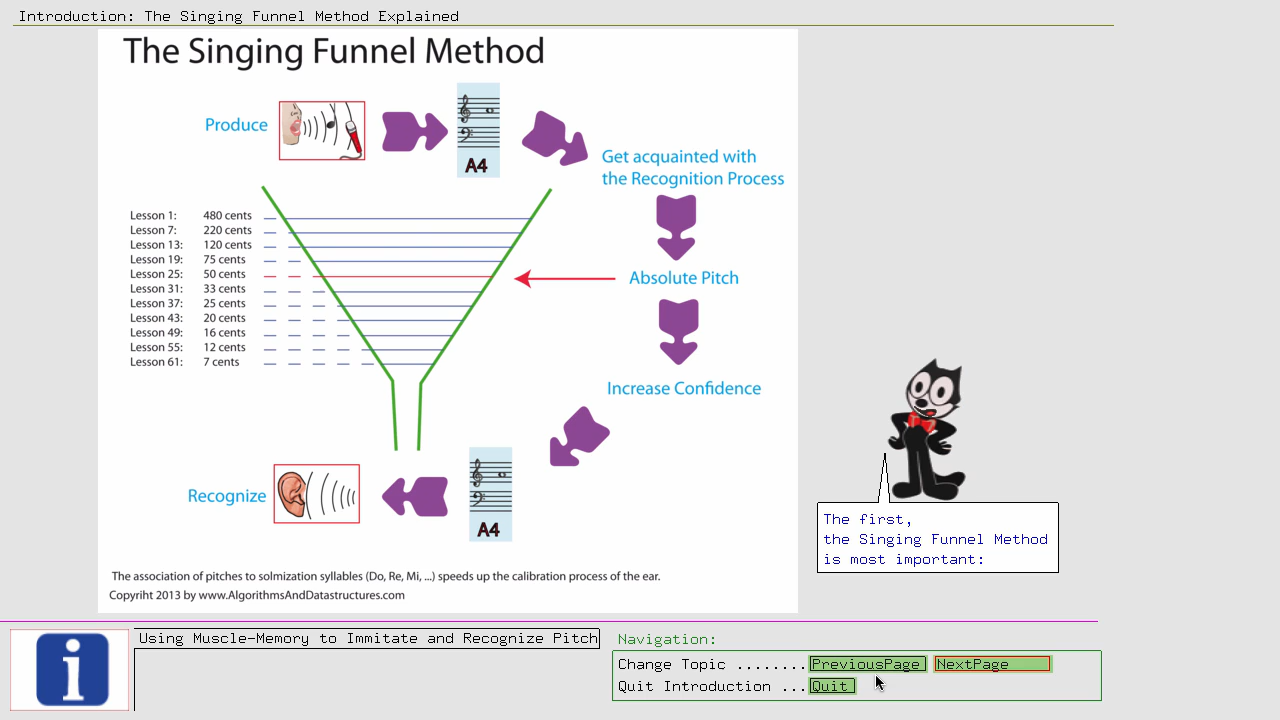 Introduction: The Singing Funnel Method Explained
The Singing Funnel Method
Produce
A4
Get acquainted with
the Recognition Process
Lesson 1: 480 cents
Lesson 7: 220 cents
Lesson 13: 120 cents
Lesson 19: 75 cents
Lesson 25: 50 cents
Lesson 31: 33 cents
Lesson 37: 25 cents
Lesson 43: 20 cents
Lesson 49: 16 cents
Lesson 55: 12 cents
Lesson 61: 7 cents
Absolute Pitch
Increase Confidence
Recognize
A4
The association of pitches to solmization syllables (Do, Re, Mi, ...) speeds up the calibration process of the ear.
Copyriht 2013 by www.AlgorithmsAndDatastructures.com
The first,
the Singing Funnel Method
is most important:
i
Using Muscle-Memory to Immitate and Recognize Pitch
Navigation:
Change Topic ........PreviousPage NextPage
Quit Introduction ...Quit